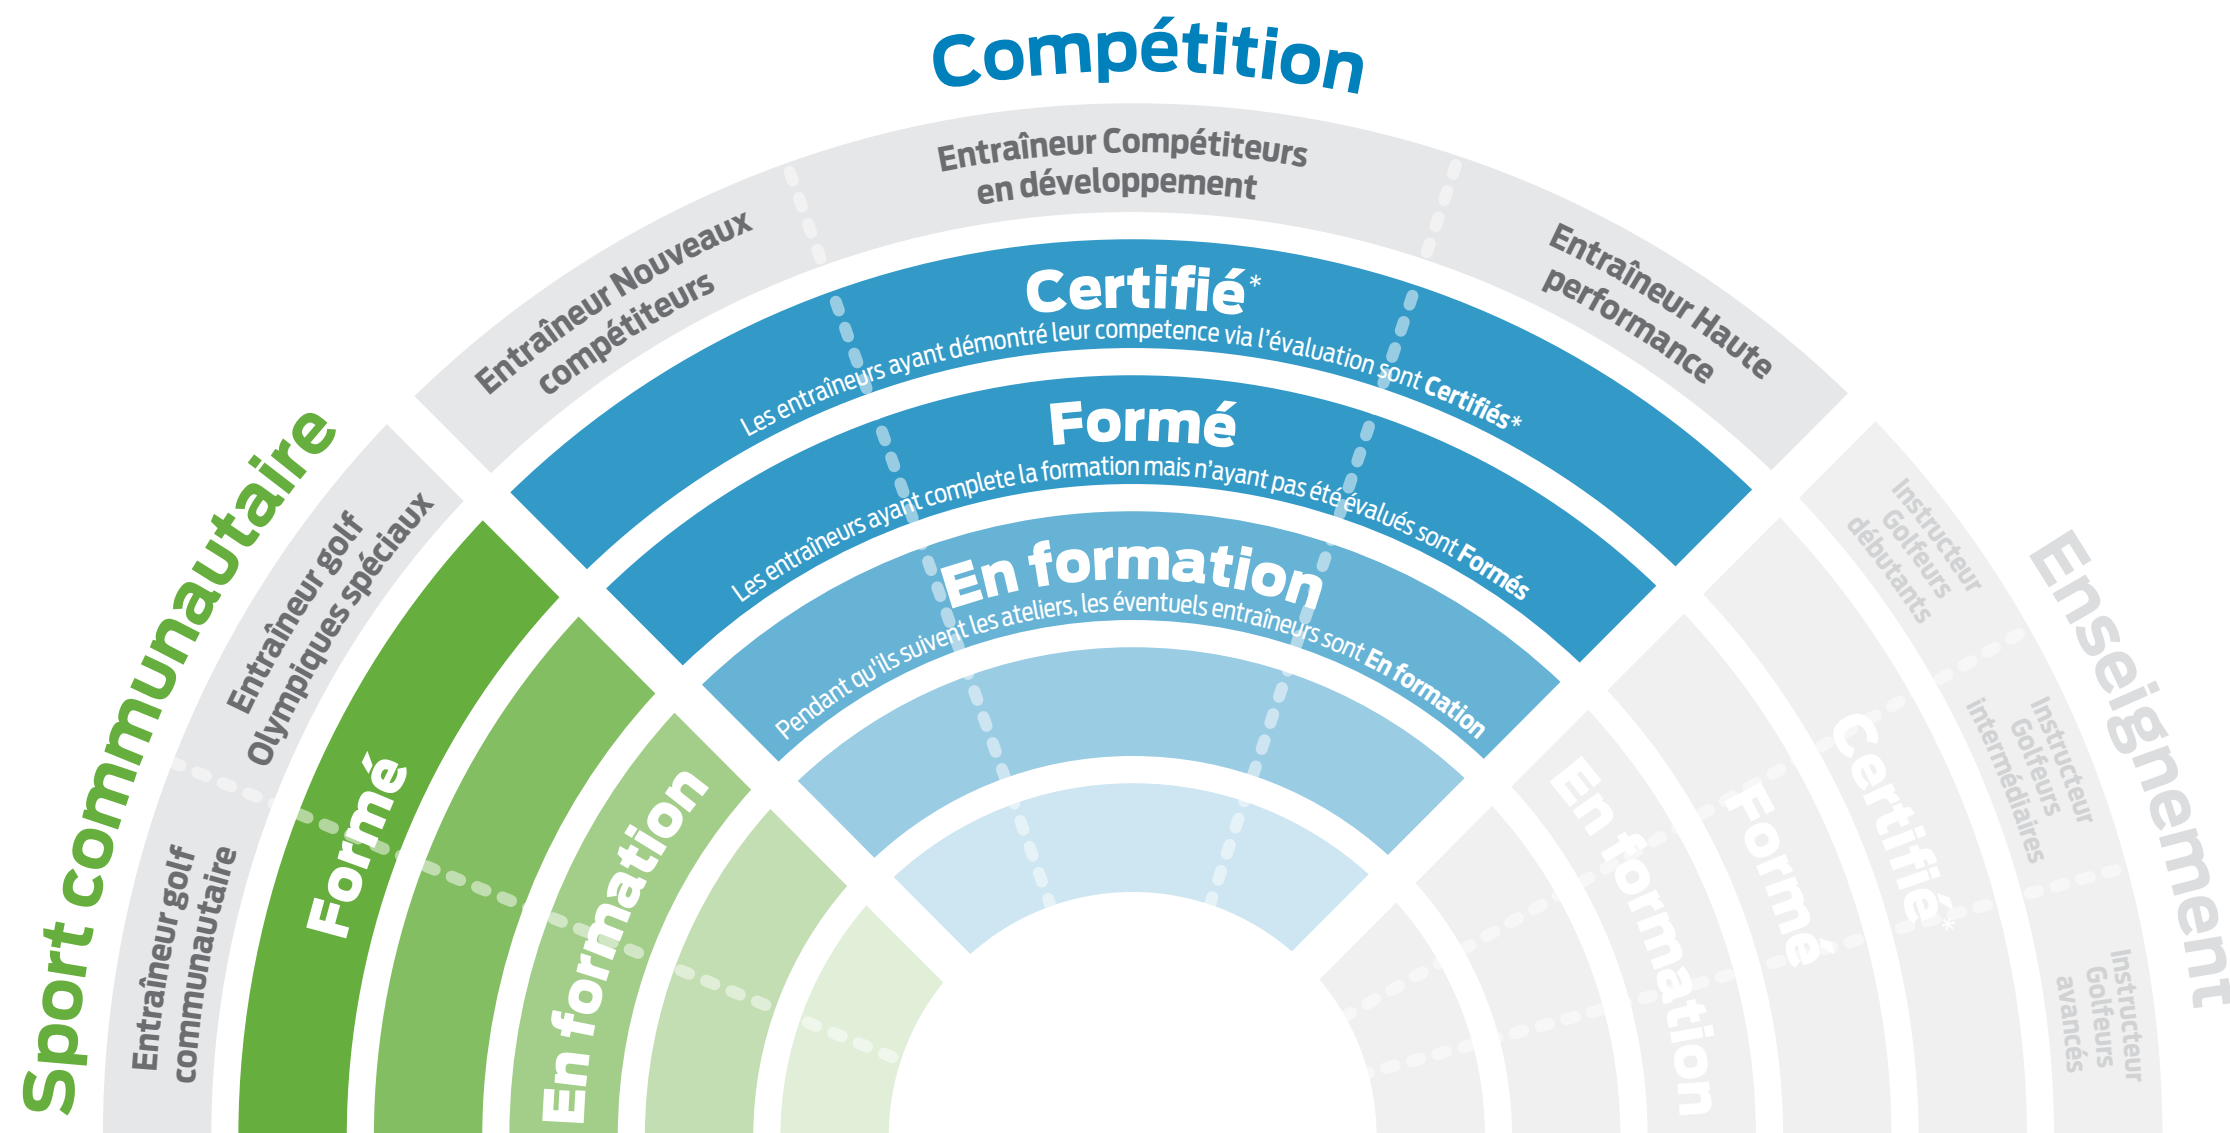 Compétition
Entraîneur Nouveaux
compétiteurs
Entraîneur Compétiteurs
en développement
Entraîneur Haute
performance
Certifié*
Les entraîneurs ayant démontré leur competence via l'évaluation sont Certifiés*
Formé
Les entraîneurs ayant complete la formation mais n'ayant pas été évalués sont Formés
En formation
Pendant qu'ils suivent les ateliers, les éventuels entraîneurs sont En formation
Sport communautaire
Entraîneur golf
Olympiques spéciaux
Entraîneur golf
communautaire
Formé
En formation
Enseignement
Instructeur
Golfeurs
débutants
Instructeur
Golfeurs
intermédiaires
Instructeur
Golfeurs
avancés
Certifié*
Formé
En formation